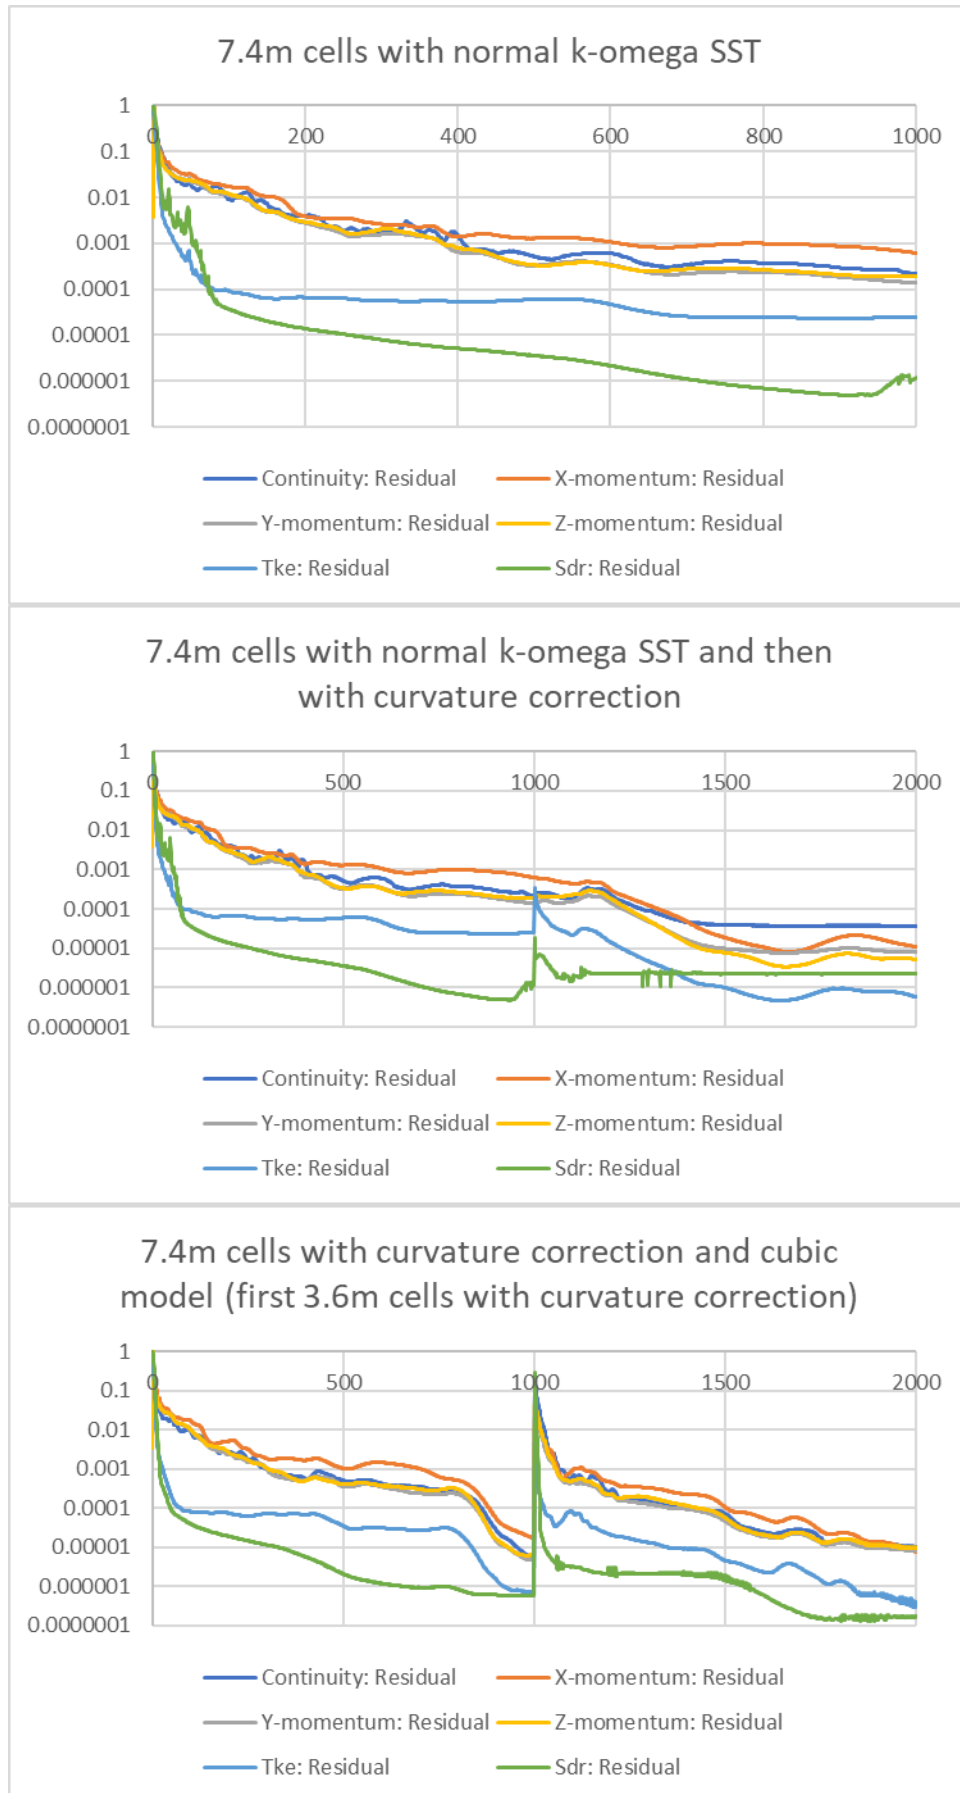 7.4m cells with normal k-omega SST
1
0 200 400 600 800 1000
0.1
0.01
0.001
0.0001
0.00001
0.000001
0.0000001
Continuity: Residual X-momentum: Residual
Y-momentum: Residual Z-momentum: Residual
Tke: Residual Sdr: Residual
7.4m cells with normal k-omega SST and then
with curvature correction
1
0 500 1000 1500 2000
0.1
0.01
0.001
0.0001
0.00001
0.000001
0.0000001
Continuity: Residual X-momentum: Residual
Y-momentum: Residual Z-momentum: Residual
Tke: Residual Sdr: Residual
7.4m cells with curvature correction and cubic
model (first 3.6m cells with curvature correction)
1
0 500 1000 1500 2000
0.1
0.01
0.001
0.0001
0.00001
0.000001
0.0000001
Continuity: Residual X-momentum: Residual
Y-momentum: Residual Z-momentum: Residual
Tke: Residual Sdr: Residual